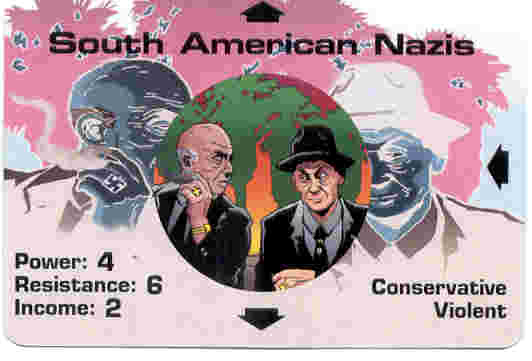 South American Nazis
Power: 4
Resistance: 6
Income: 2
Conservative
Violent